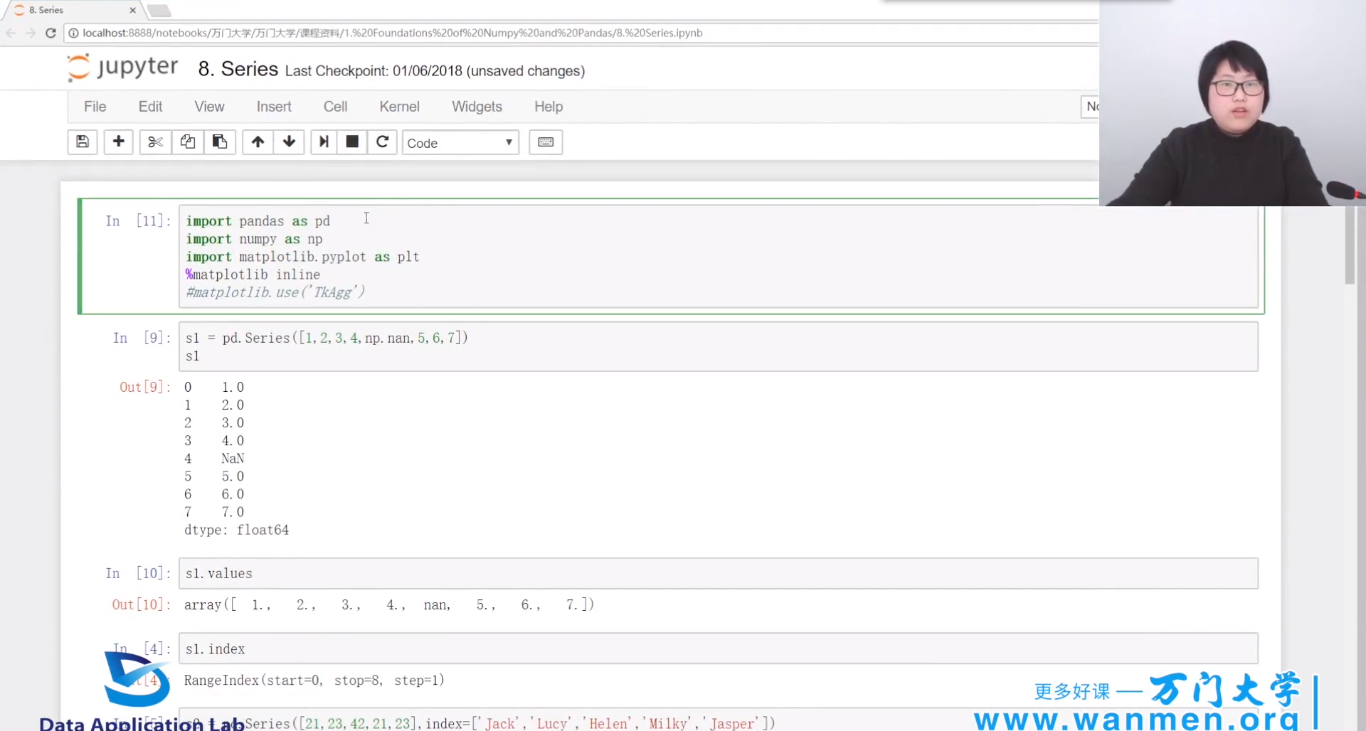 8. Series
localhost:8888/notebooks/万门大学/万门大学/课程资料/1.%20Foundations%20of%20Numpy%20and%20Pandas/8.%20Series.ipynb
jupyter 8. Series Last Checkpoint: 01/06/2018 (unsaved changes)
File Edit View Insert Cell Kernel Widgets Help
Code
In [11]: import pandas as pd
import numpy as np
import matplotlib.pyplot as plt
%matplotlib inline
#matplotlib.use('TkAgg')
In [9]: s1 = pd.Series([1,2,3,4,np.nan,5,6,7])
s1
Out[9]: 0 1.0
1 2.0
2 3.0
3 4.0
4 NaN
5 5.0
6 6.0
7 7.0
dtype: float64
In [10]: s1.values
Out[10]: array([ 1., 2., 3., 4., nan, 5., 6., 7.])
In [4]: s1.index
RangeIndex(start=0, stop=8, step=1)
pd.Series([21,23,42,21,23],index=['Jack','Lucy','Helen','Milky','Jasper'])
Data Application Lab
更多好课 — 万门大学
www.wanmen.org